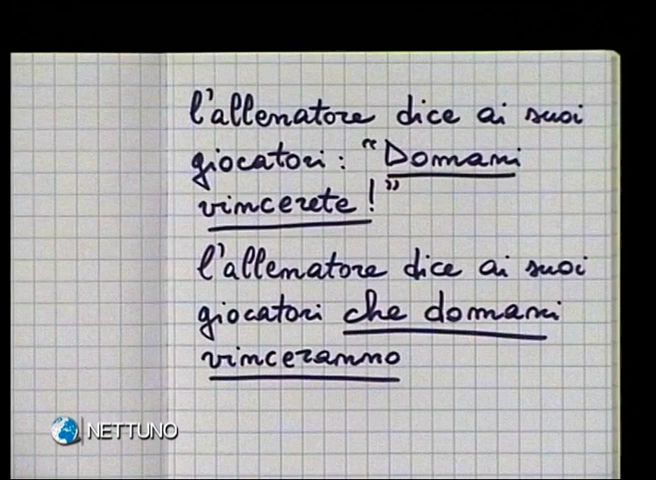 l'allenatore dice ai suoi
giocatori: "Domani
vincerete!"
l'allenatore dice ai suoi
giocatori che domani
vinceranno
NETTUNO